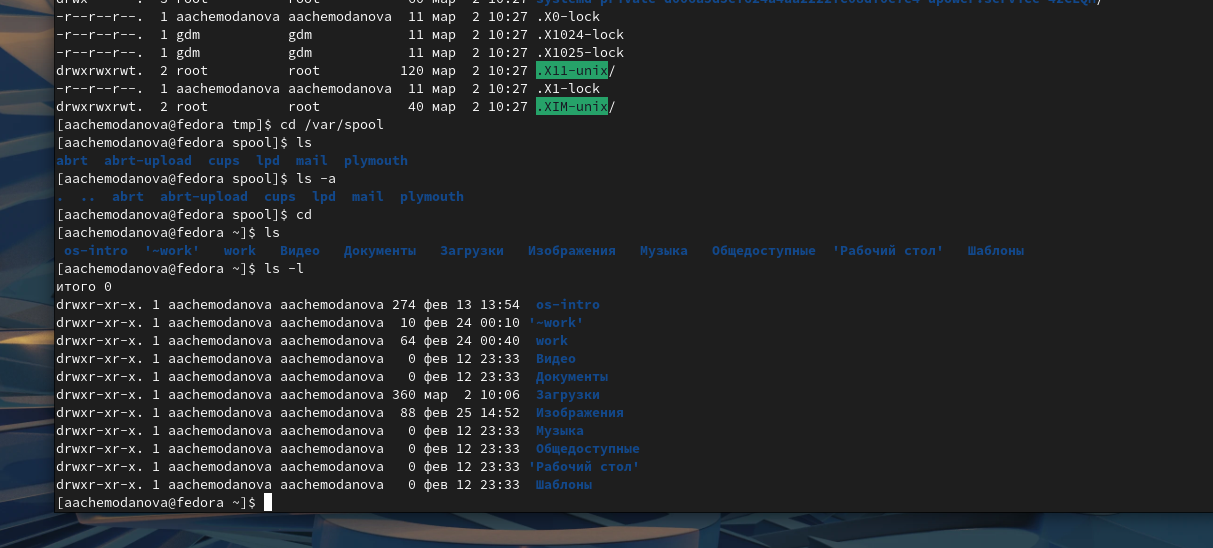 -r--r--r--.  1 aachemodanova aachemodanova  11 мар  2 10:27 .X0-lock
-r--r--r--.  1 gdm           gdm            11 мар  2 10:27 .X1024-lock
-r--r--r--.  1 gdm           gdm            11 мар  2 10:27 .X1025-lock
drwxrwxrwt.  2 root          root          120 мар  2 10:27 .X11-unix/
-r--r--r--.  1 aachemodanova aachemodanova  11 мар  2 10:27 .X1-lock
drwxrwxrwt.  2 root          root           40 мар  2 10:27 .XIM-unix/
[aachemodanova@fedora tmp]$ cd /var/spool
[aachemodanova@fedora spool]$ ls
abrt  abrt-upload  cups  lpd  mail  plymouth
[aachemodanova@fedora spool]$ ls -a
.  ..  abrt  abrt-upload  cups  lpd  mail  plymouth
[aachemodanova@fedora spool]$ cd
[aachemodanova@fedora ~]$ ls
 os-intro  '~work'   work   Видео   Документы   Загрузки   Изображения   Музыка   Общедоступные  'Рабочий стол'   Шаблоны
[aachemodanova@fedora ~]$ ls -l
итого 0
drwxr-xr-x. 1 aachemodanova aachemodanova 274 фев 13 13:54  os-intro
drwxr-xr-x. 1 aachemodanova aachemodanova  10 фев 24 00:10 '~work'
drwxr-xr-x. 1 aachemodanova aachemodanova  64 фев 24 00:40  work
drwxr-xr-x. 1 aachemodanova aachemodanova   0 фев 12 23:33  Видео
drwxr-xr-x. 1 aachemodanova aachemodanova   0 фев 12 23:33  Документы
drwxr-xr-x. 1 aachemodanova aachemodanova 360 мар  2 10:06  Загрузки
drwxr-xr-x. 1 aachemodanova aachemodanova  88 фев 25 14:52  Изображения
drwxr-xr-x. 1 aachemodanova aachemodanova   0 фев 12 23:33  Музыка
drwxr-xr-x. 1 aachemodanova aachemodanova   0 фев 12 23:33  Общедоступные
drwxr-xr-x. 1 aachemodanova aachemodanova   0 фев 12 23:33 'Рабочий стол'
drwxr-xr-x. 1 aachemodanova aachemodanova   0 фев 12 23:33  Шаблоны
[aachemodanova@fedora ~]$